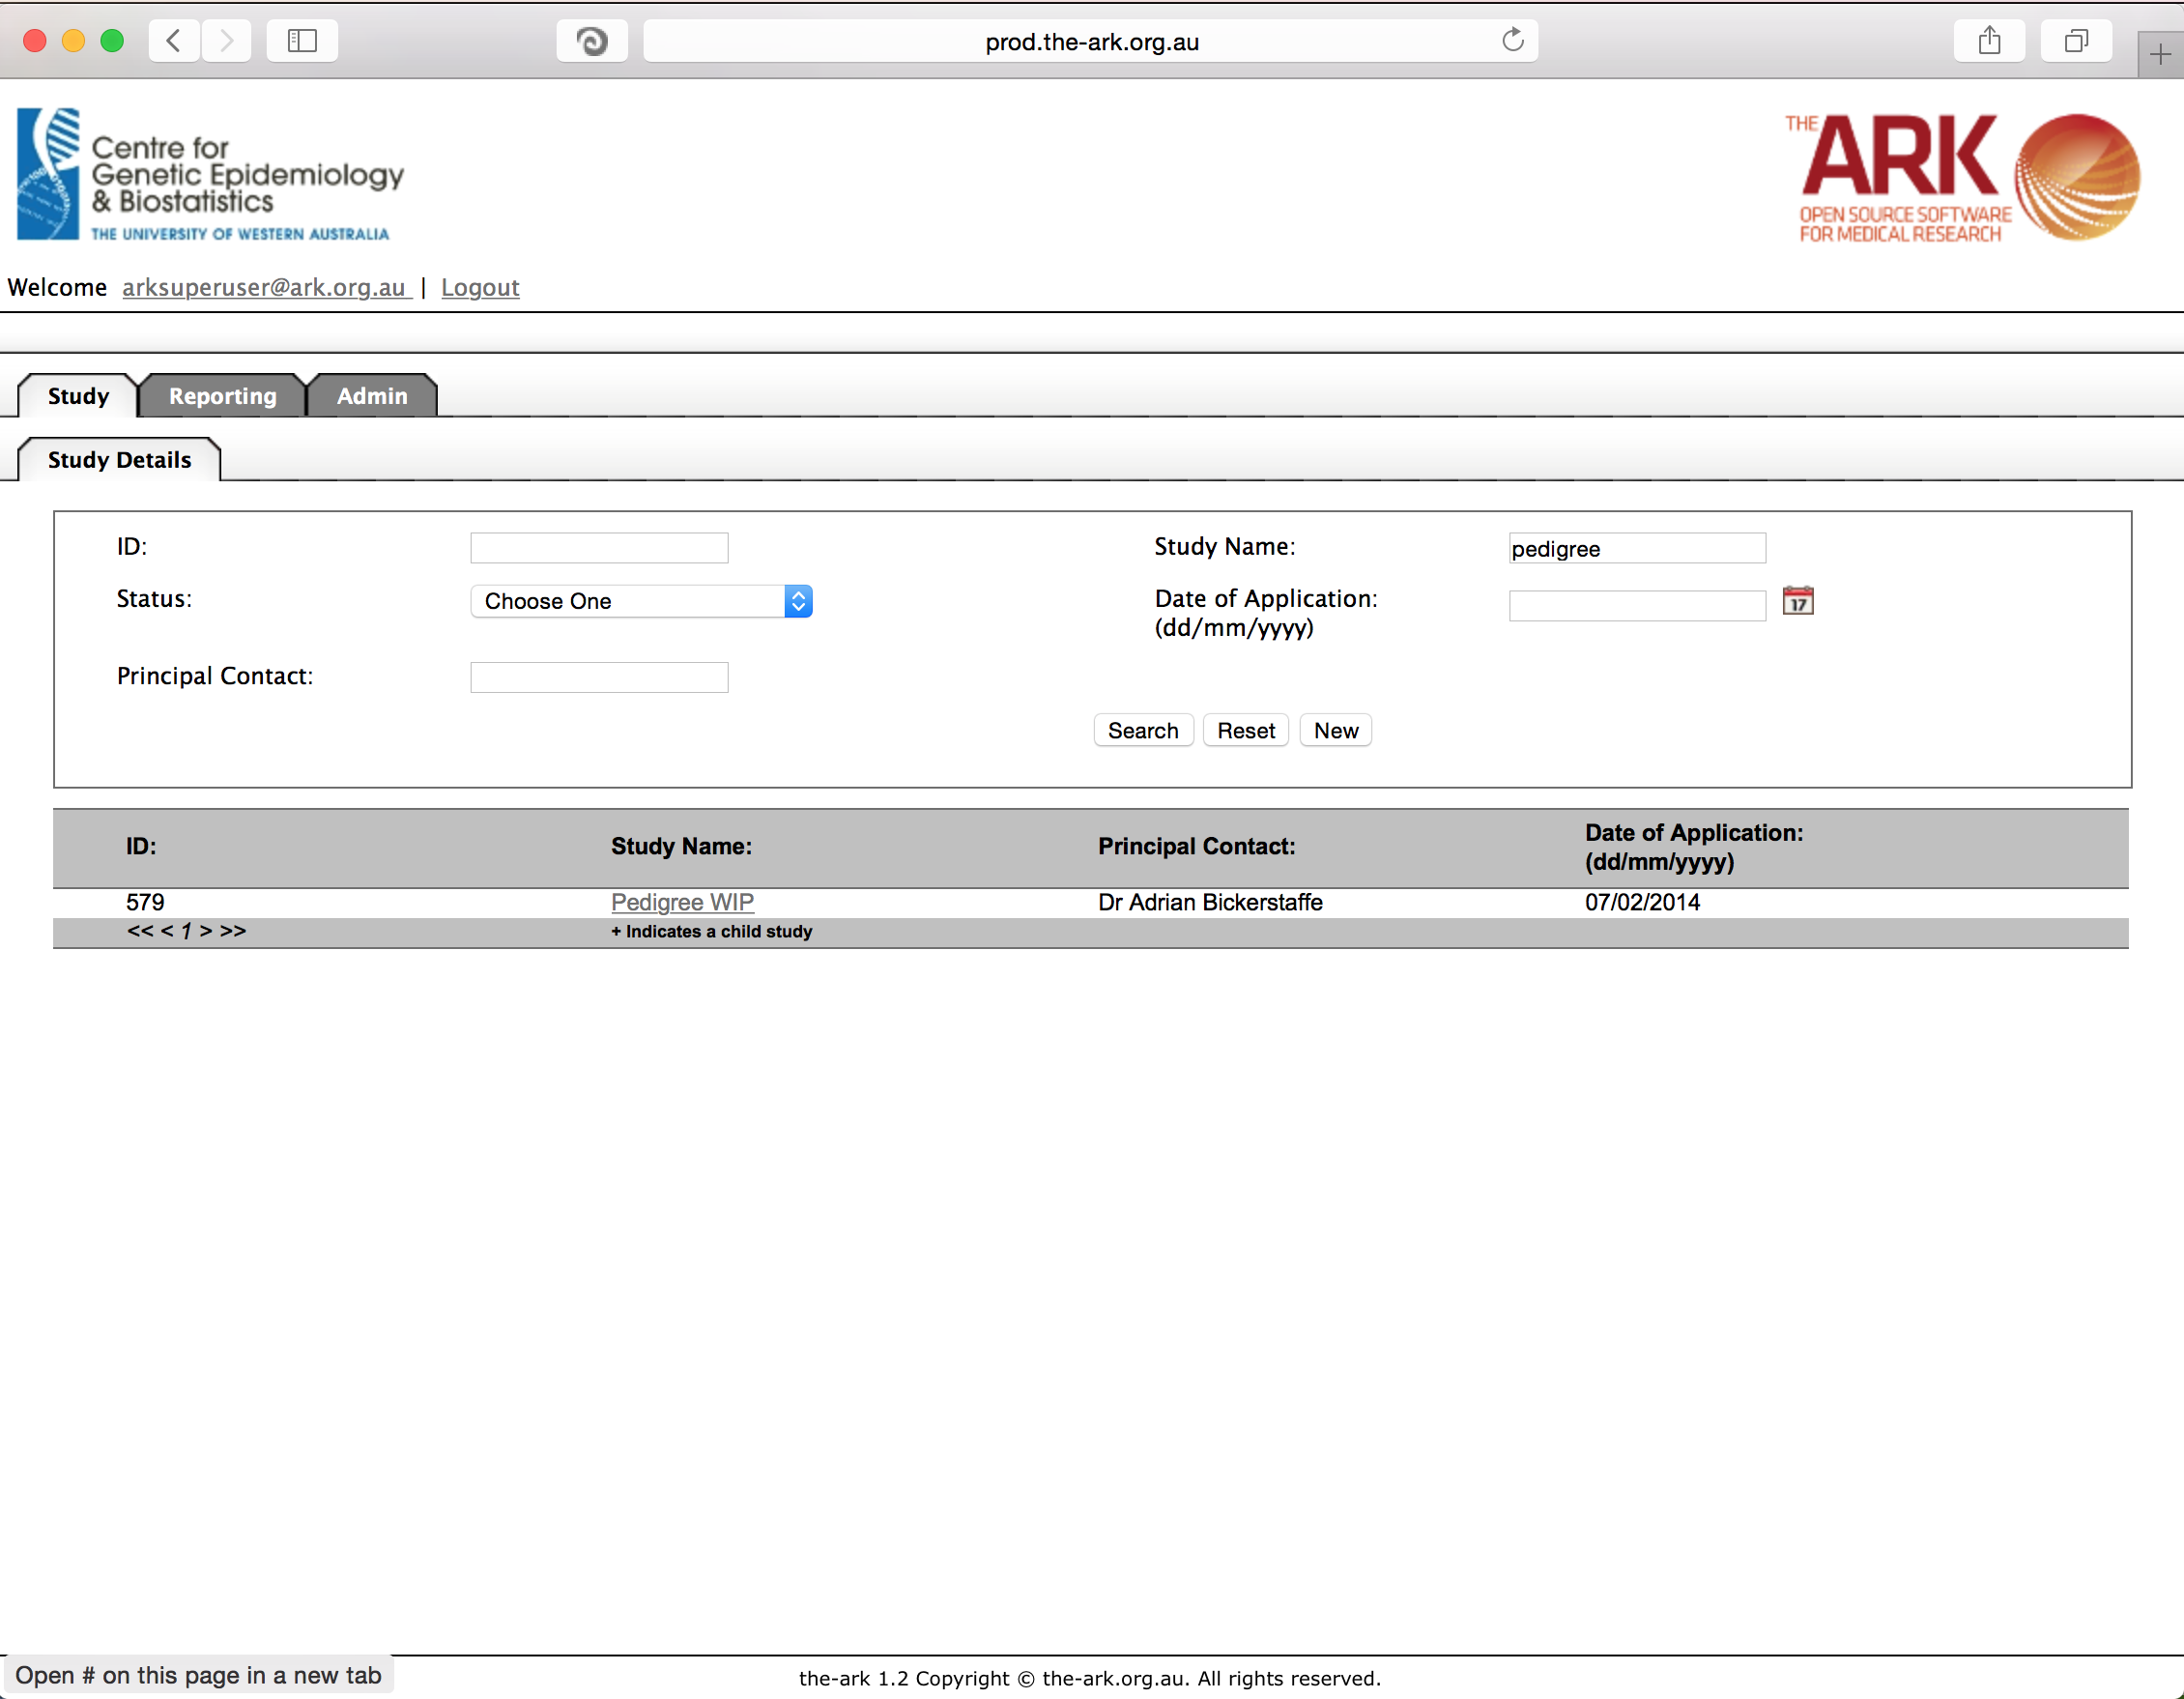 prod.the-ark.org.au
Centre for
Genetic Epidemiology
& Biostatistics
THE UNIVERSITY OF WESTERN AUSTRALIA
THE ARK
OPEN SOURCE SOFTWARE
FOR MEDICAL RESEARCH
Welcome arksuperuser@ark.org.au | Logout
Study Reporting Admin
Study Details
ID: Study Name: pedigree
Status: Choose One Date of Application:
(dd/mm/yyyy)
17
Principal Contact:
Search Reset New
ID: Study Name: Principal Contact: Date of Application:
(dd/mm/yyyy)
579 Pedigree WIP Dr Adrian Bickerstaffe 07/02/2014
<< < 1 > >> + Indicates a child study
Open # on this page in a new tab
the-ark 1.2 Copyright © the-ark.org.au. All rights reserved.